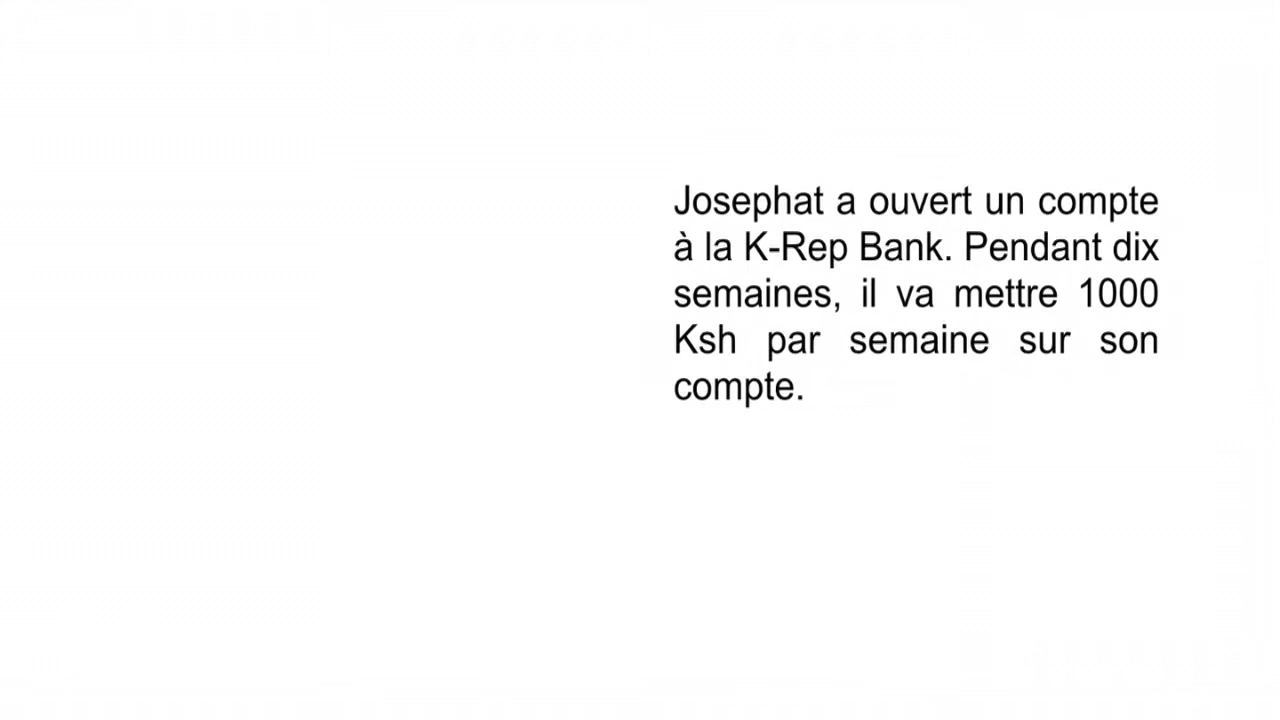 Josephat a ouvert un compte
à la K-Rep Bank. Pendant dix
semaines, il va mettre 1000
Ksh par semaine sur son
compte.